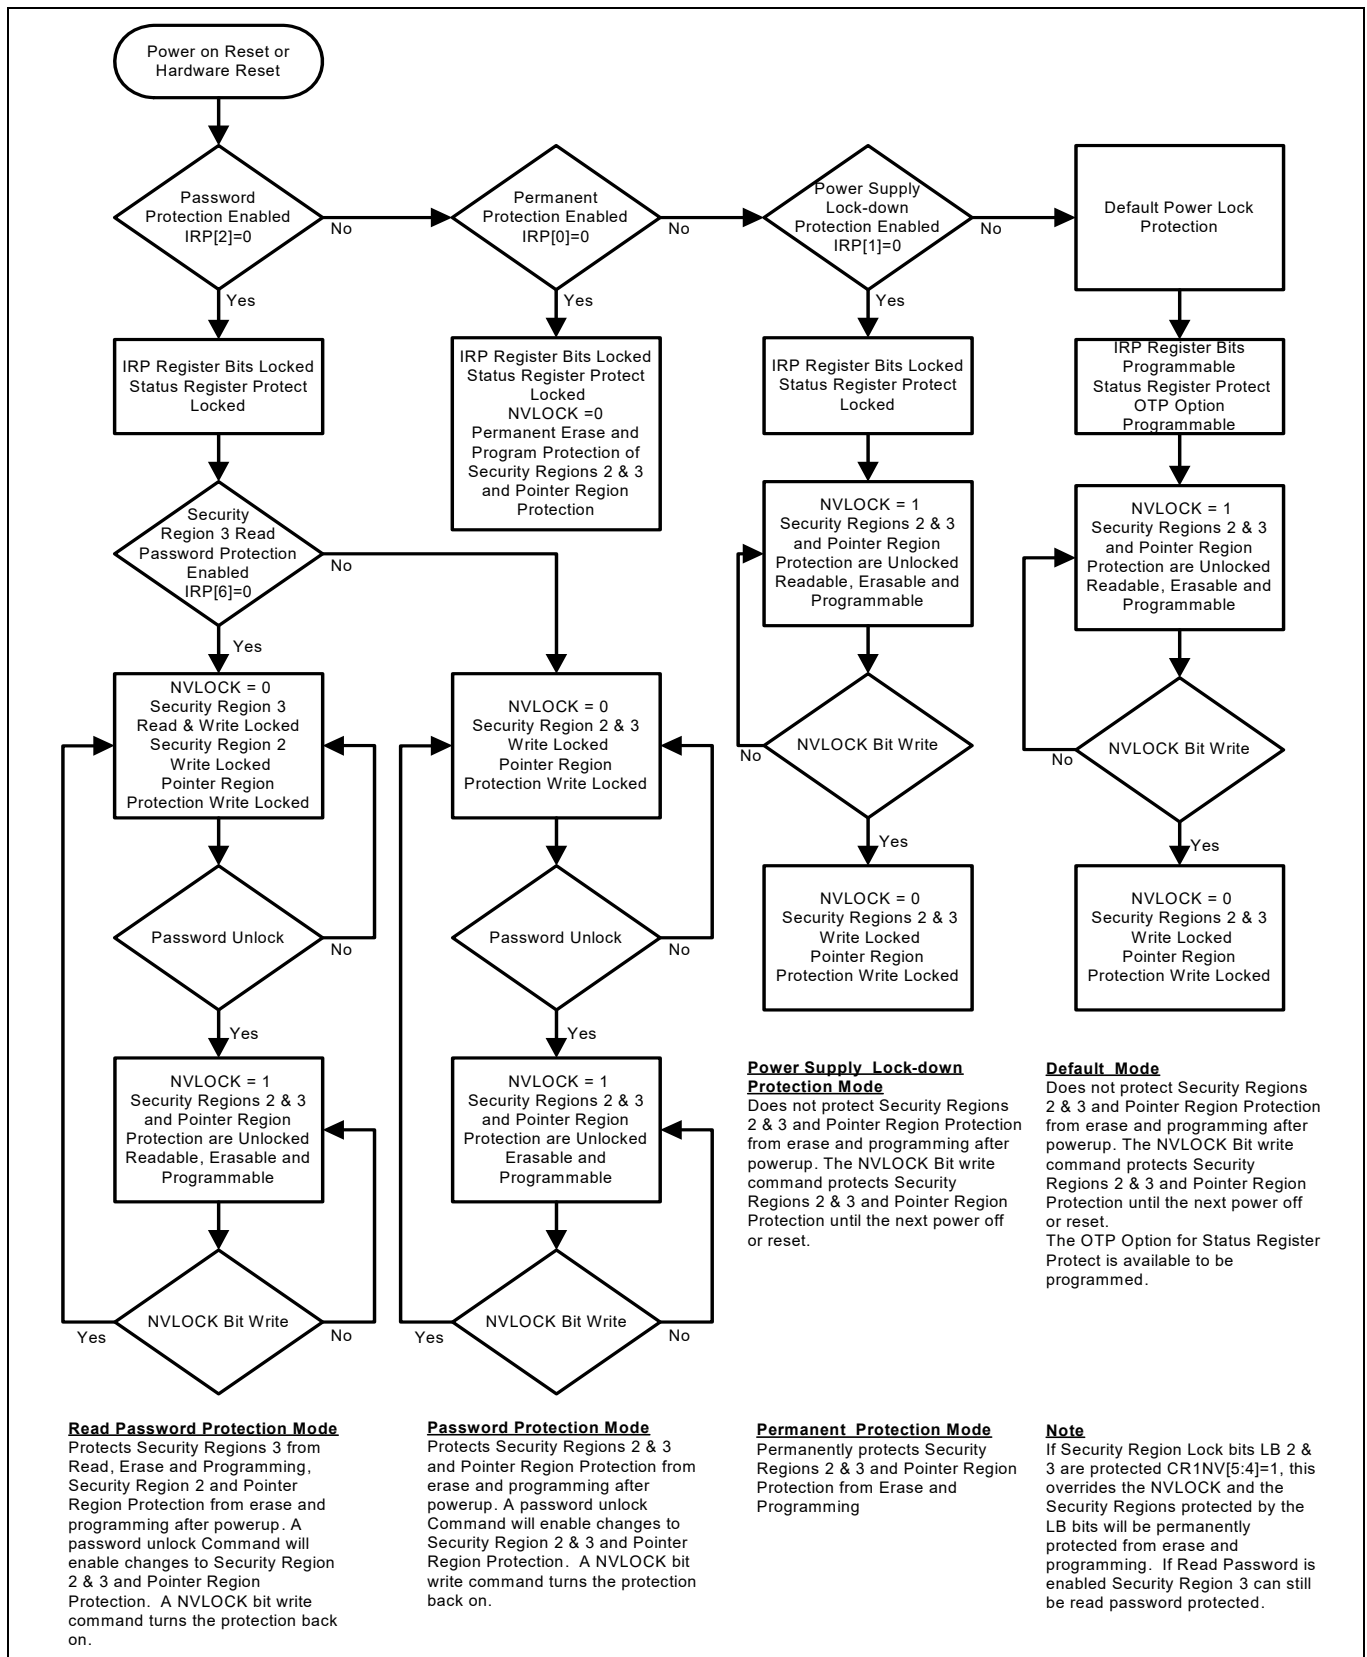 Power on Reset or
Hardware Reset
Password
Protection Enabled
IRP[2]=0
No
Yes
Permanent
Protection Enabled
IRP[0]=0
No
Yes
Power Supply
Lock-down
Protection Enabled
IRP[1]=0
No
Yes
Default Power Lock
Protection
IRP Register Bits Locked
Status Register Protect
Locked
IRP Register Bits Locked
Status Register Protect
Locked
NVLOCK =0
Permanent Erase and
Program Protection of
Security Regions 2 & 3
and Pointer Region
Protection
IRP Register Bits Locked
Status Register Protect
Locked
IRP Register Bits
Programmable
Status Register Protect
OTP Option
Programmable
Security
Region 3 Read
Password Protection
Enabled
IRP[6]=0
No
Yes
NVLOCK = 1
Security Regions 2 & 3
and Pointer Region
Protection are Unlocked
Readable, Erasable and
Programmable
NVLOCK = 1
Security Regions 2 & 3
and Pointer Region
Protection are Unlocked
Readable, Erasable and
Programmable
NVLOCK = 0
Security Region 3
Read & Write Locked
Security Region 2
Write Locked
Pointer Region
Protection Write Locked
NVLOCK = 0
Security Region 2 & 3
Write Locked
Pointer Region
Protection Write Locked
NVLOCK Bit Write
No
Yes
NVLOCK Bit Write
No
Yes
Password Unlock
No
Yes
Password Unlock
No
Yes
NVLOCK = 0
Security Regions 2 & 3
Write Locked
Pointer Region
Protection Write Locked
NVLOCK = 0
Security Regions 2 & 3
Write Locked
Pointer Region
Protection Write Locked
NVLOCK = 1
Security Regions 2 & 3
and Pointer Region
Protection are Unlocked
Readable, Erasable and
Programmable
NVLOCK = 1
Security Regions 2 & 3
and Pointer Region
Protection are Unlocked
Erasable and
Programmable
NVLOCK Bit Write
Yes
No
NVLOCK Bit Write
Yes
No
Power Supply Lock-down
Protection Mode
Does not protect Security Regions
2 & 3 and Pointer Region Protection
from erase and programming after
powerup. The NVLOCK Bit write
command protects Security
Regions 2 & 3 and Pointer Region
Protection until the next power off
or reset.
Default Mode
Does not protect Security Regions
2 & 3 and Pointer Region Protection
from erase and programming after
powerup. The NVLOCK Bit write
command protects Security
Regions 2 & 3 and Pointer Region
Protection until the next power off
or reset.
The OTP Option for Status Register
Protect is available to be
programmed.
Read Password Protection Mode
Protects Security Regions 3 from
Read, Erase and Programming,
Security Region 2 and Pointer
Region Protection from erase and
programming after powerup. A
password unlock Command will
enable changes to Security Region
2 & 3 and Pointer Region
Protection. A NVLOCK bit write
command turns the protection back
on.
Password Protection Mode
Protects Security Regions 2 & 3
and Pointer Region Protection from
erase and programming after
powerup. A password unlock
Command will enable changes to
Security Region 2 & 3 and Pointer
Region Protection. A NVLOCK bit
write command turns the protection
back on.
Permanent Protection Mode
Permanently protects Security
Regions 2 & 3 and Pointer Region
Protection from Erase and
Programming
Note
If Security Region Lock bits LB 2 &
3 are protected CR1NV[5:4]=1, this
overrides the NVLOCK and the
Security Regions protected by the
LB bits will be permanently
protected from erase and
programming. If Read Password is
enabled Security Region 3 can still
be read password protected.